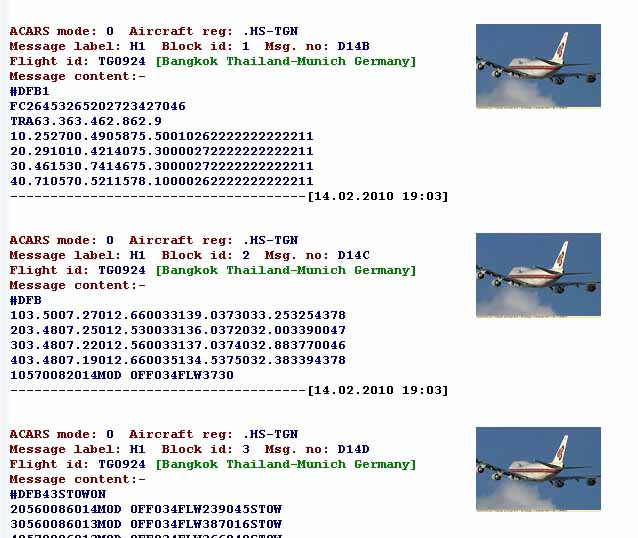 ACARS mode: 0  Aircraft reg: .HS-TGN
Message label: H1  Block id: 1  Msg. no: D14B
Flight id: TG0924 [Bangkok Thailand-Munich Germany]
Message content:-
#DFB1
FC26453265202723427046
TRA63.363.462.862.9
10.252700.4905875.50010262222222222211
20.291010.4214075.30000272222222222211
30.461530.7414675.30000272222222222211
40.710570.5211578.10000262222222222211
-------------------------------------[14.02.2010 19:03]
ACARS mode: 0  Aircraft reg: .HS-TGN
Message label: H1  Block id: 2  Msg. no: D14C
Flight id: TG0924 [Bangkok Thailand-Munich Germany]
Message content:-
#DFB
103.5007.27012.660033139.0373033.253254378
203.4807.25012.530033136.0372032.003390047
303.4807.22012.560033137.0374032.883770046
403.4807.19012.660035134.5375032.383394378
10570082014MOD 0FF034FLW3730
-------------------------------------[14.02.2010 19:03]
ACARS mode: 0  Aircraft reg: .HS-TGN
Message label: H1  Block id: 3  Msg. no: D14D
Flight id: TG0924 [Bangkok Thailand-Munich Germany]
Message content:-
#DFB43STOWON
20560086014MOD 0FF034FLW239045STOW
30560086013MOD 0FF034FLW387016STOW